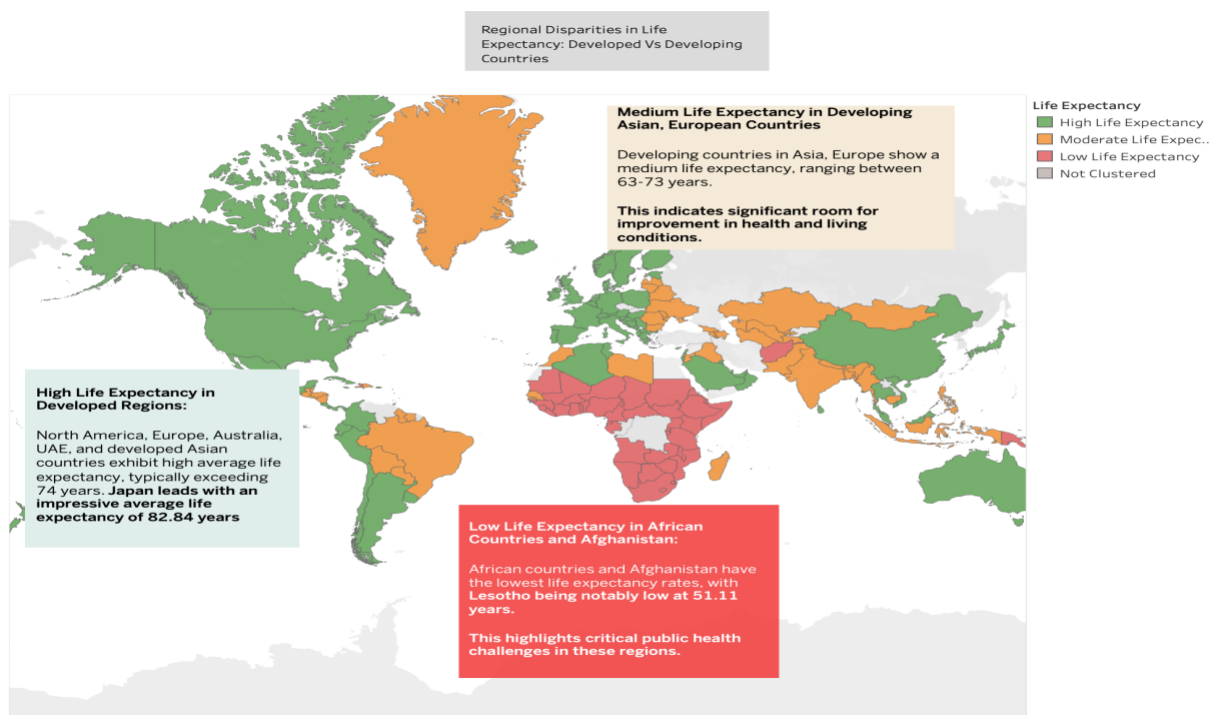 Regional Disparities in Life
Expectancy: Developed Vs Developing
Countries
Medium Life Expectancy in Developing
Asian, European Countries
Developing countries in Asia, Europe show a
medium life expectancy, ranging between
63-73 years.
This indicates significant room for
improvement in health and living
conditions.
Life Expectancy
High Life Expectancy
Moderate Life Expec..
Low Life Expectancy
Not Clustered
High Life Expectancy in
Developed Regions:
North America, Europe, Australia,
UAE, and developed Asian
countries exhibit high average life
expectancy, typically exceeding
74 years. Japan leads with an
impressive average life
expectancy of 82.84 years
Low Life Expectancy in African
Countries and Afghanistan:
African countries and Afghanistan have
the lowest life expectancy rates, with
Lesotho being notably low at 51.11
years.
This highlights critical public health
challenges in these regions.